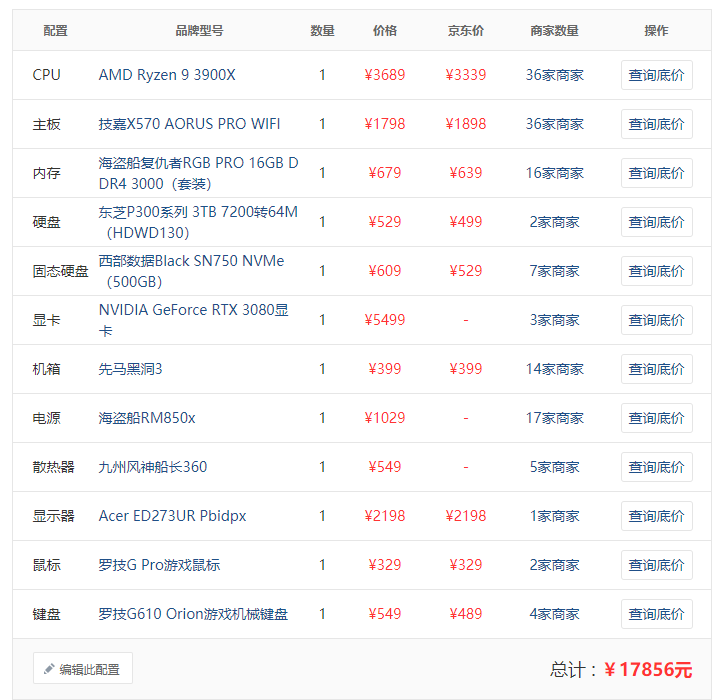 配置 品牌型号 数量 价格 京东价 商家数量 操作
CPU AMD Ryzen 9 3900X 1 ¥3689 ¥3339 36家商家 查询底价
主板 技嘉X570 AORUS PRO WIFI 1 ¥1798 ¥1898 36家商家 查询底价
内存 海盗船复仇者RGB PRO 16GB D
DR4 3000（套装） 1 ¥679 ¥639 16家商家 查询底价
硬盘 东芝P300系列 3TB 7200转64M
（HDWD130） 1 ¥529 ¥499 2家商家 查询底价
固态硬盘 西部数据Black SN750 NVMe
（500GB） 1 ¥609 ¥529 7家商家 查询底价
显卡 NVIDIA GeForce RTX 3080显
卡 1 ¥5499 - 3家商家 查询底价
机箱 先马黑洞3 1 ¥399 ¥399 14家商家 查询底价
电源 海盗船RM850x 1 ¥1029 - 17家商家 查询底价
散热器 九州风神船长360 1 ¥549 - 5家商家 查询底价
显示器 Acer ED273UR Pbidpx 1 ¥2198 ¥2198 1家商家 查询底价
鼠标 罗技G Pro游戏鼠标 1 ¥329 ¥329 2家商家 查询底价
键盘 罗技G610 Orion游戏机械键盘 1 ¥549 ¥489 4家商家 查询底价
编辑此配置 总计：￥17856元